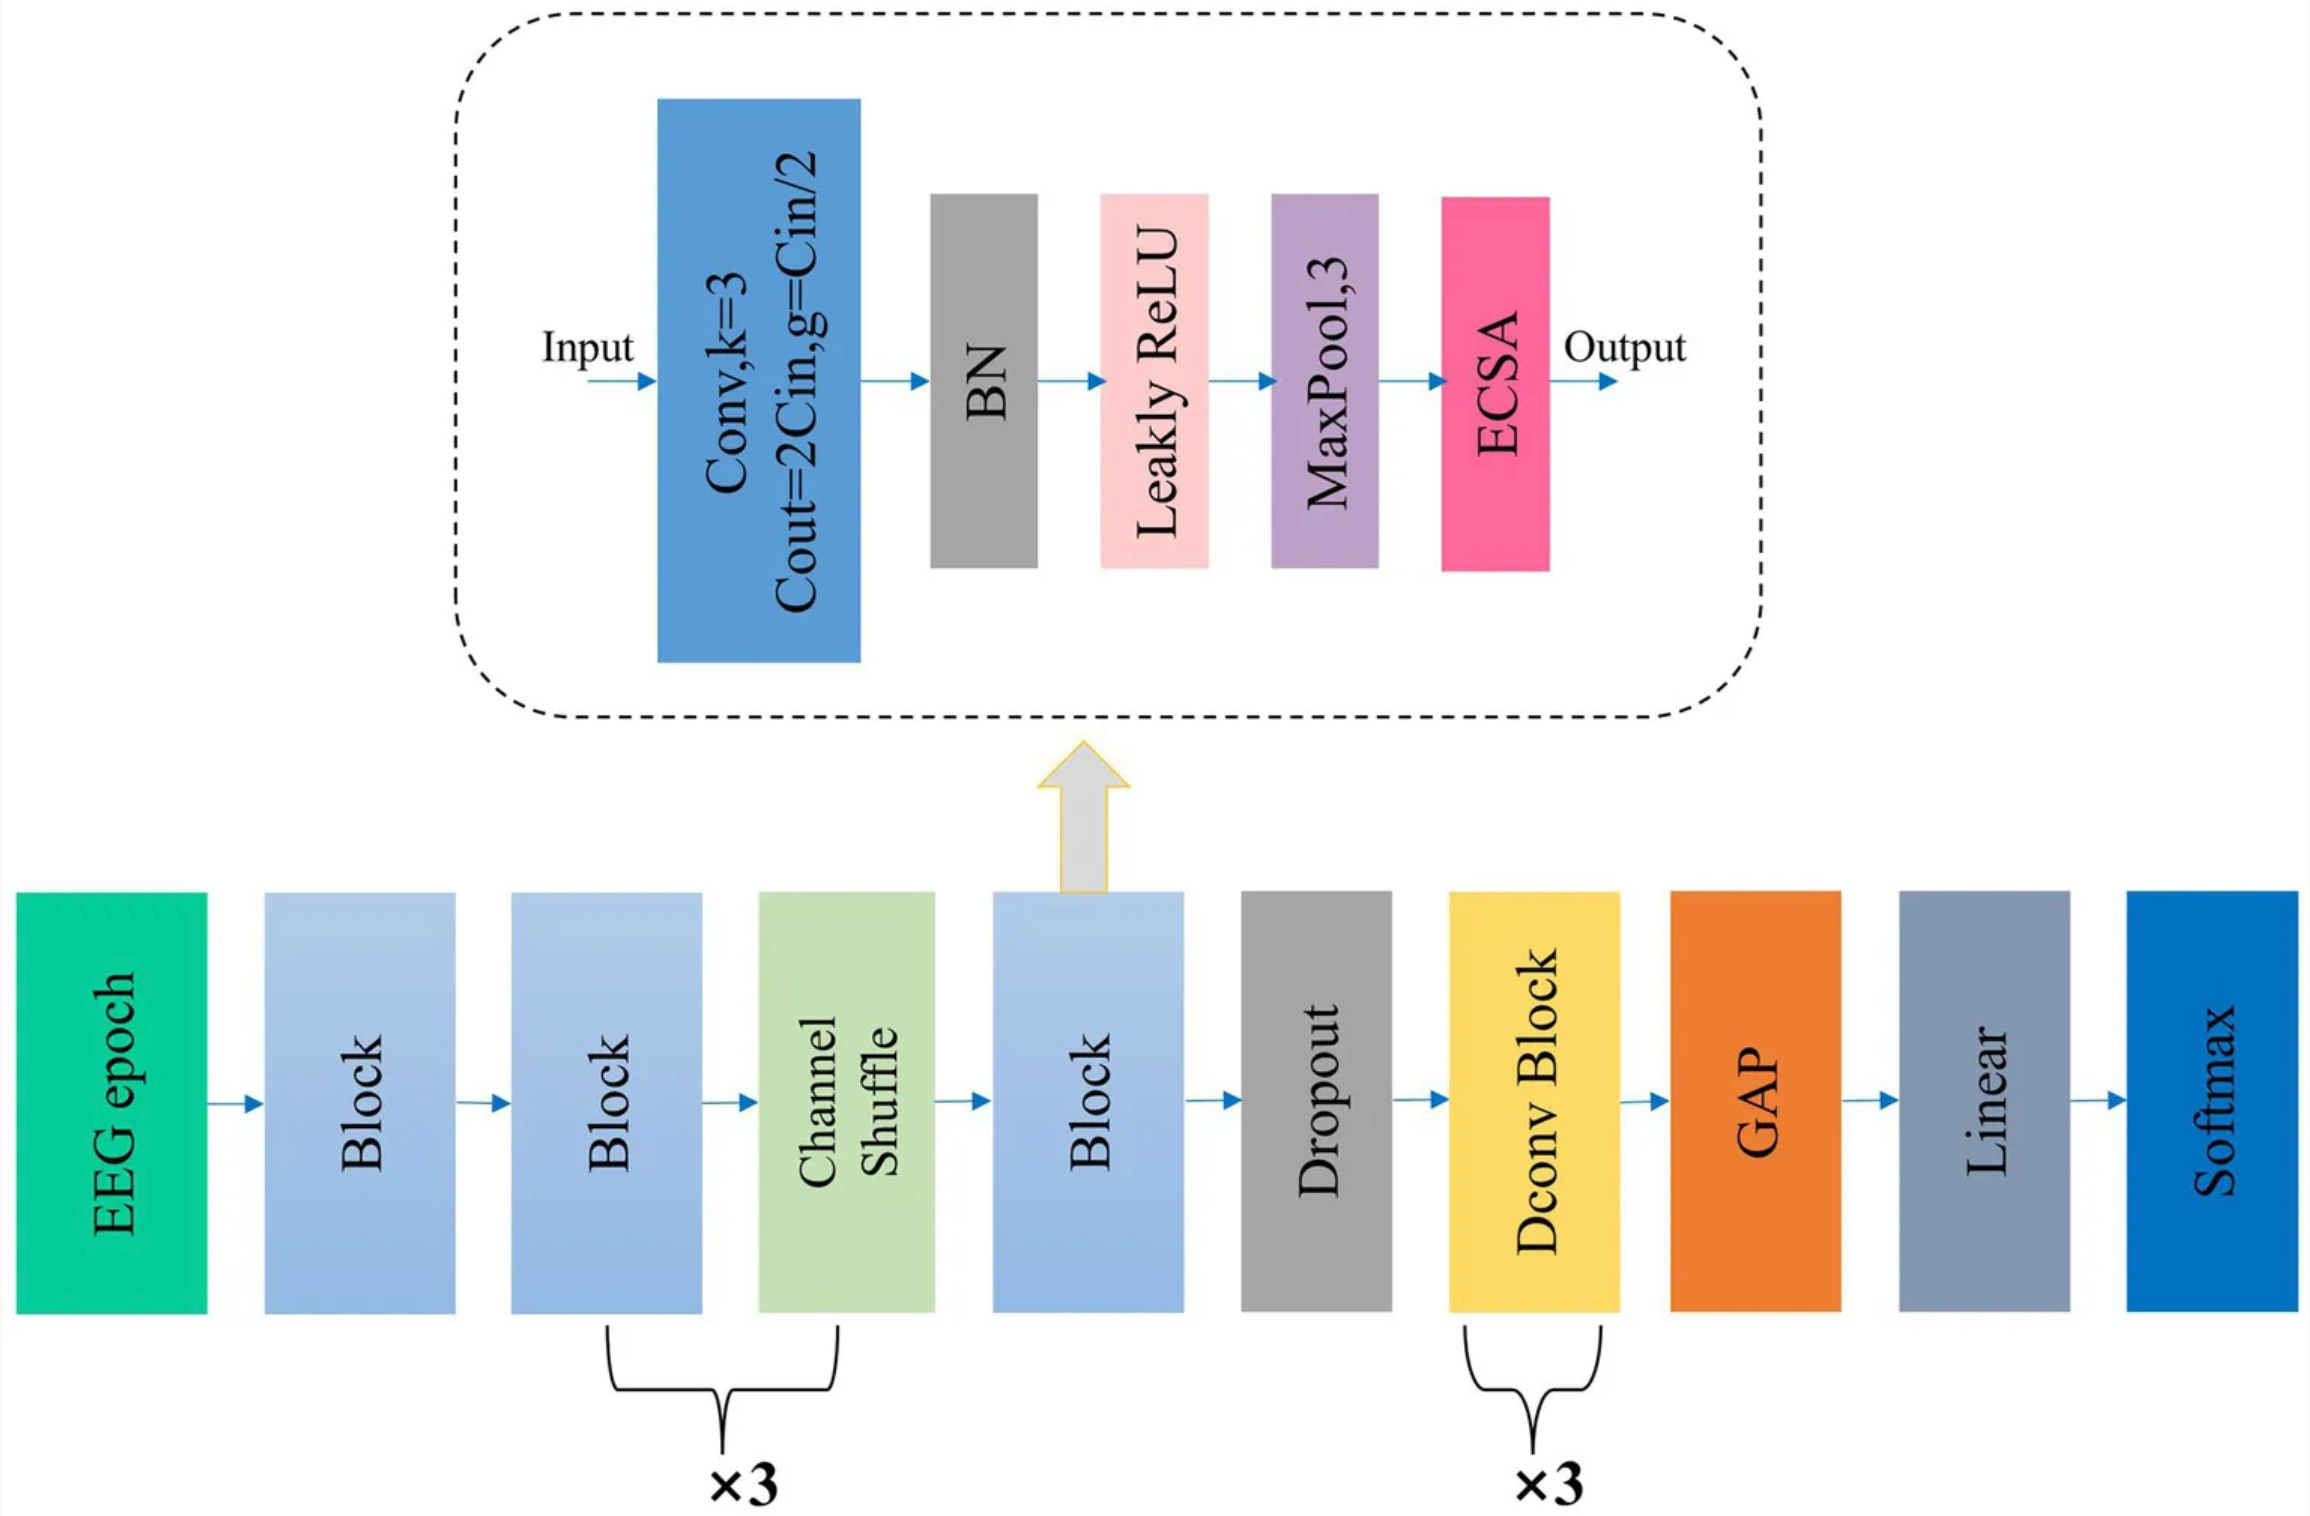 Input
Conv,k=3
Cout=2Cin,g=Cin/2
BN
Leakly ReLU
MaxPool,3
ECSA
Output
EEG epoch
Block
Block
Channel
Shuffle
Block
Dropout
Dconv Block
GAP
Linear
Softmax
×3
×3